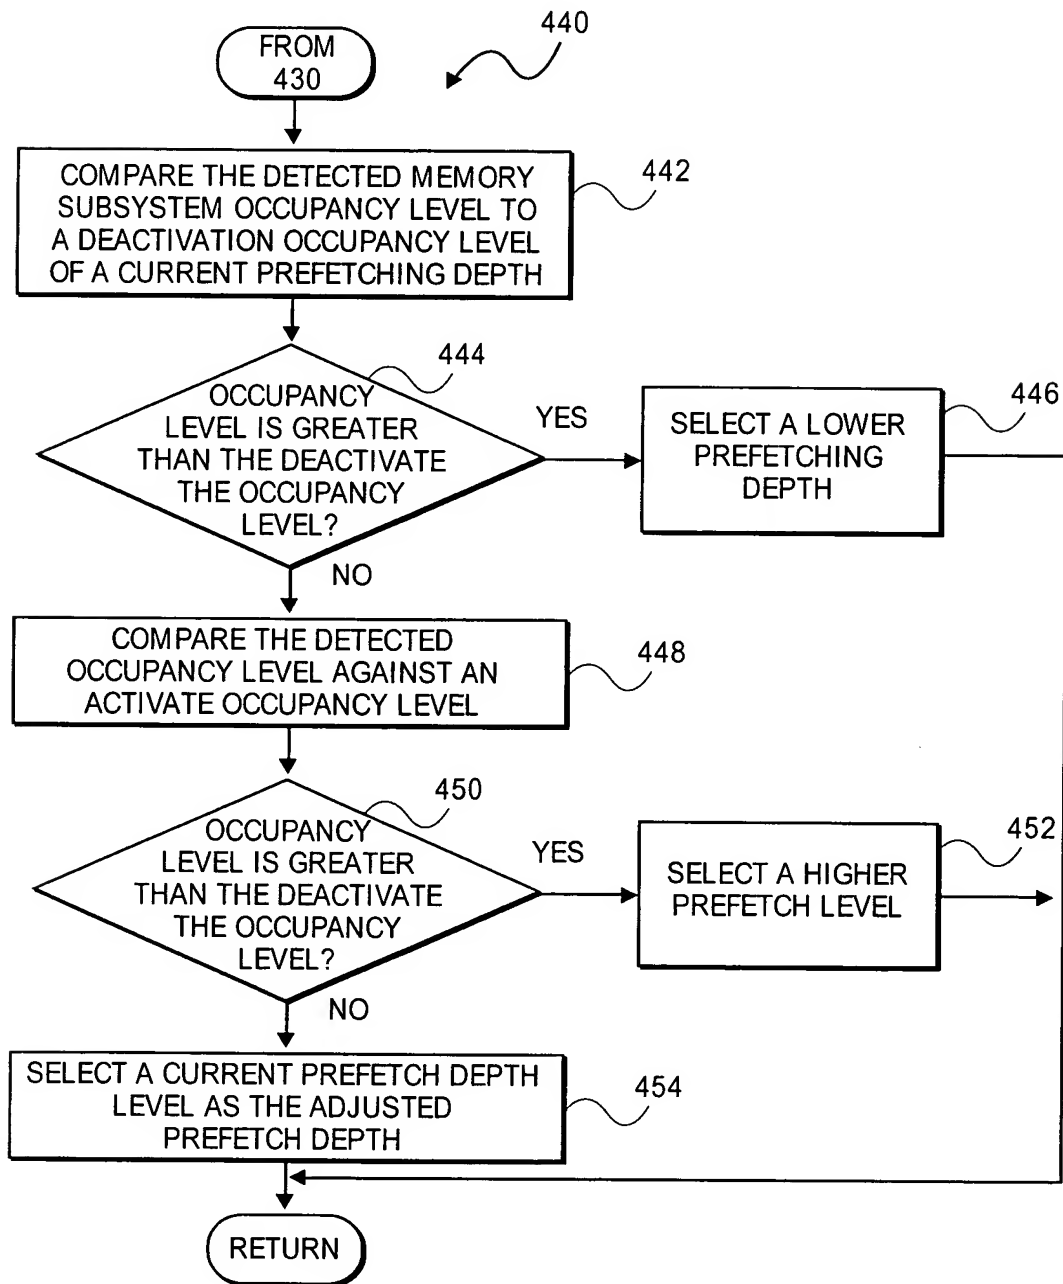 440
FROM
430
COMPARE THE DETECTED MEMORY
SUBSYSTEM OCCUPANCY LEVEL TO
A DEACTIVATION OCCUPANCY LEVEL
OF A CURRENT PREFETCHING DEPTH
442
444
OCCUPANCY
LEVEL IS GREATER
THAN THE DEACTIVATE
THE OCCUPANCY
LEVEL?
YES
SELECT A LOWER
PREFETCHING
DEPTH
446
NO
COMPARE THE DETECTED
OCCUPANCY LEVEL AGAINST AN
ACTIVATE OCCUPANCY LEVEL
448
450
OCCUPANCY
LEVEL IS GREATER
THAN THE DEACTIVATE
THE OCCUPANCY
LEVEL?
YES
SELECT A HIGHER
PREFETCH LEVEL
452
NO
SELECT A CURRENT PREFETCH DEPTH
LEVEL AS THE ADJUSTED
PREFETCH DEPTH
454
RETURN